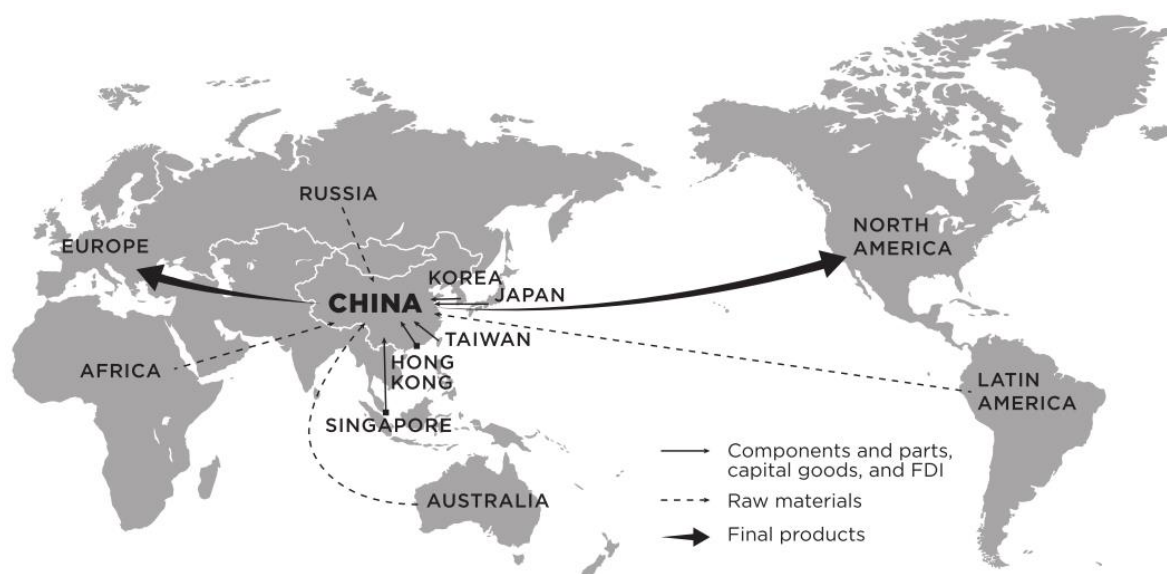 RUSSIA
EUROPE
NORTH
AMERICA
KOREA
CHINA
JAPAN
TAIWAN
AFRICA
HONG
KONG
LATIN
AMERICA
SINGAPORE
AUSTRALIA
Components and parts,
capital goods, and FDI
Raw materials
Final products